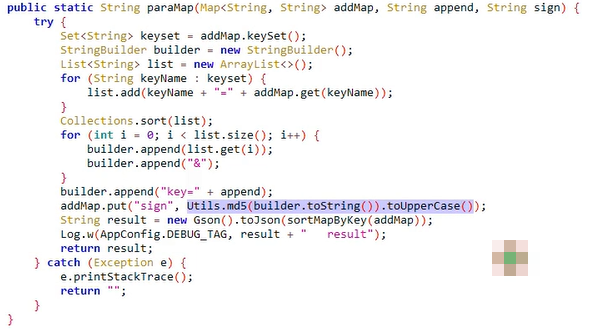 public static String paraMap(Map<String, String> addMap, String append, String sign) {
    try {
        Set<String> keyset = addMap.keySet();
        StringBuilder builder = new StringBuilder();
        List<String> list = new ArrayList<>();
        for (String keyName : keyset) {
            list.add(keyName + "=" + addMap.get(keyName));
        }
        Collections.sort(list);
        for (int i = 0; i < list.size(); i++) {
            builder.append(list.get(i));
            builder.append("&");
        }
        builder.append("key=" + append);
        addMap.put("sign", Utils.md5(builder.toString()).toUpperCase());
        String result = new Gson().toJson(sortMapByKey(addMap));
        Log.w(AppConfig.DEBUG_TAG, result + "   result");
        return result;
    } catch (Exception e) {
        e.printStackTrace();
        return "";
    }
}